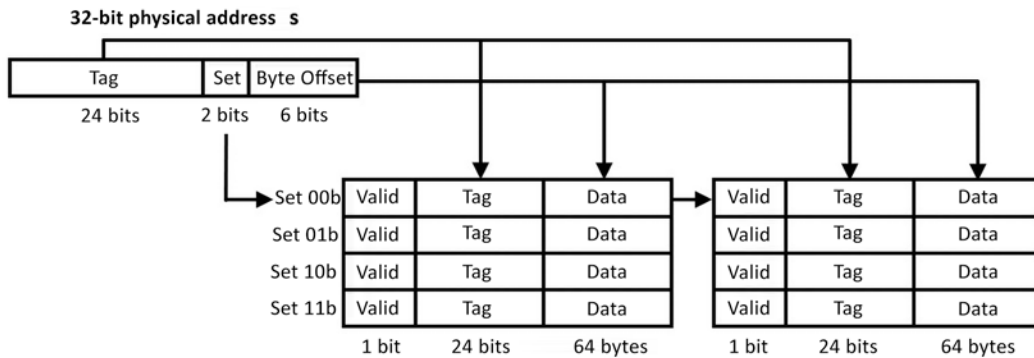 32-bit physical address s
Tag Set Byte Offset
24 bits 2 bits 6 bits
Set 00b Valid Tag Data Valid Tag Data
Set 01b Valid Tag Data Valid Tag Data
Set 10b Valid Tag Data Valid Tag Data
Set 11b Valid Tag Data Valid Tag Data
1 bit 24 bits 64 bytes 1 bit 24 bits 64 bytes